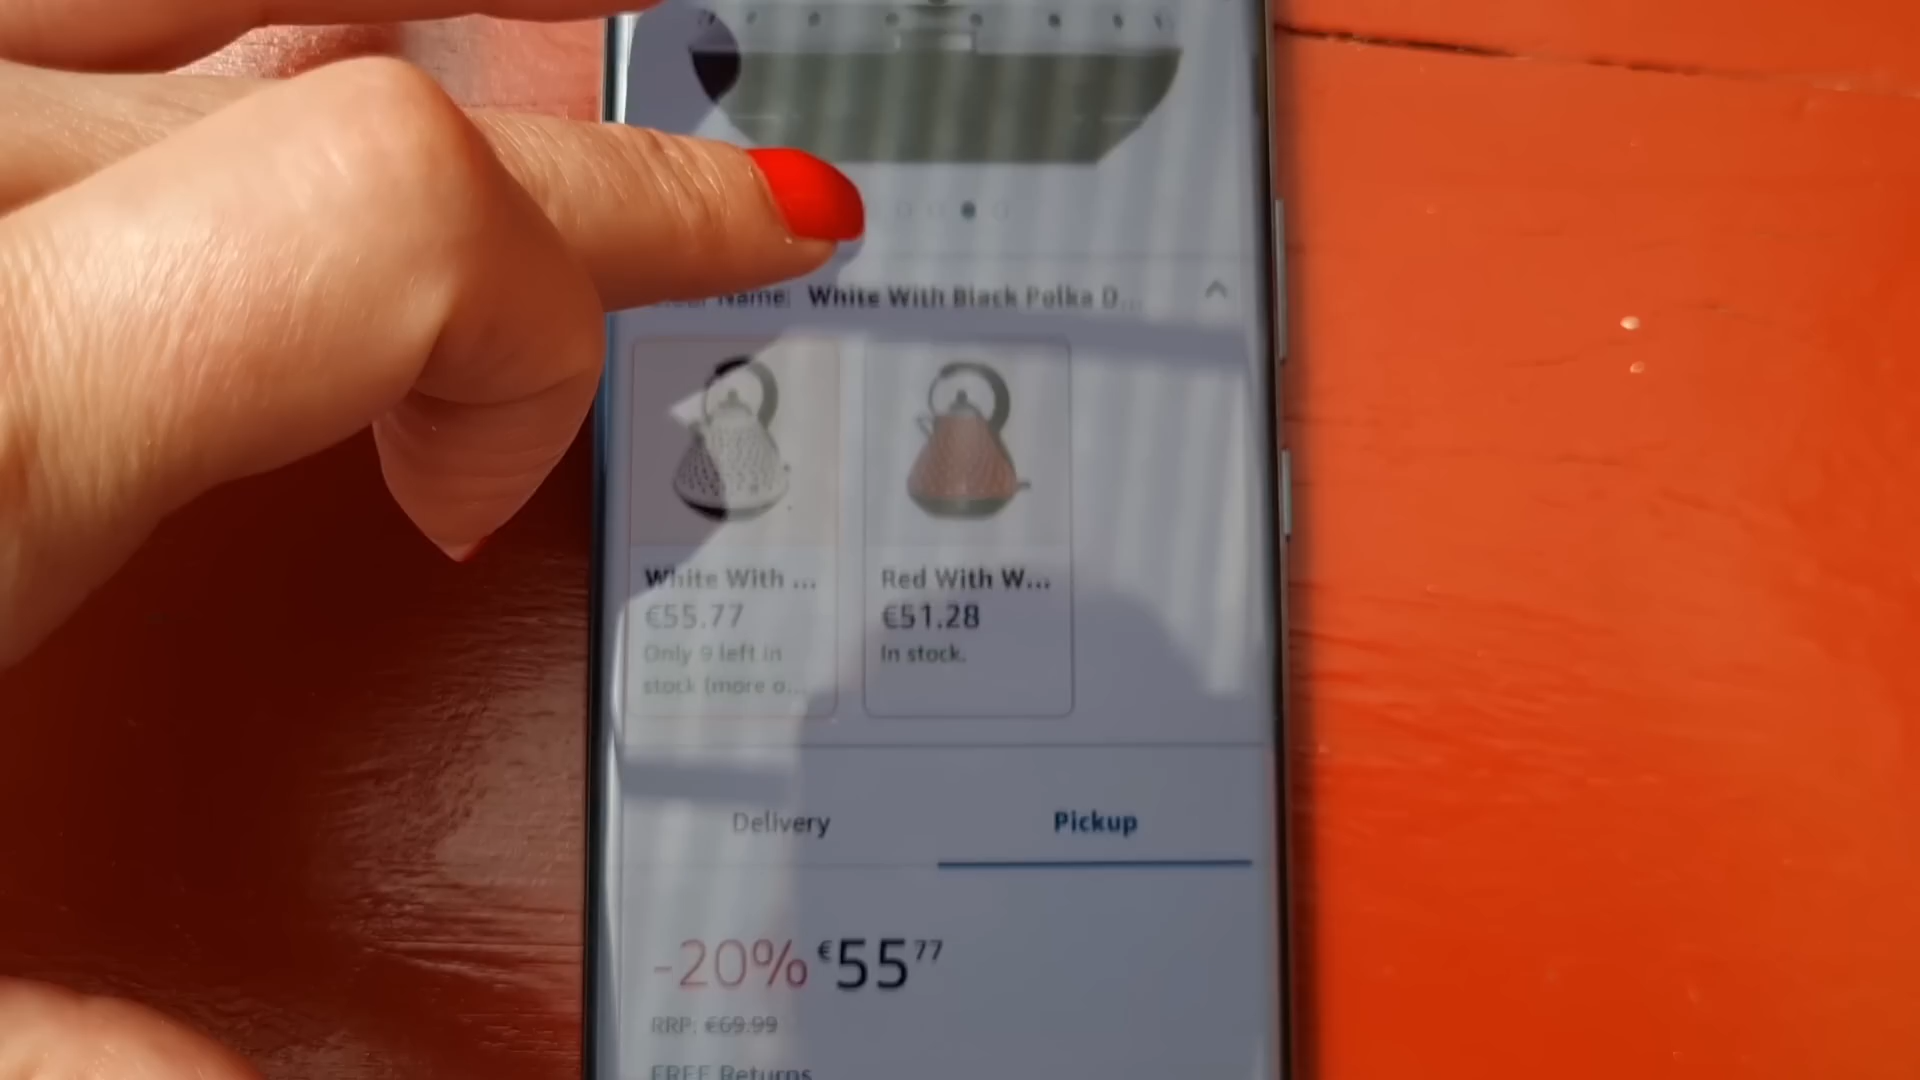 Name: White With Black Polka D...
White With ...
€55.77
Only 9 left in
stock (more o...
Red With W...
€51.28
In stock.
Delivery
Pickup
-20% €55 77
RRP: €69.99
FREE Returns